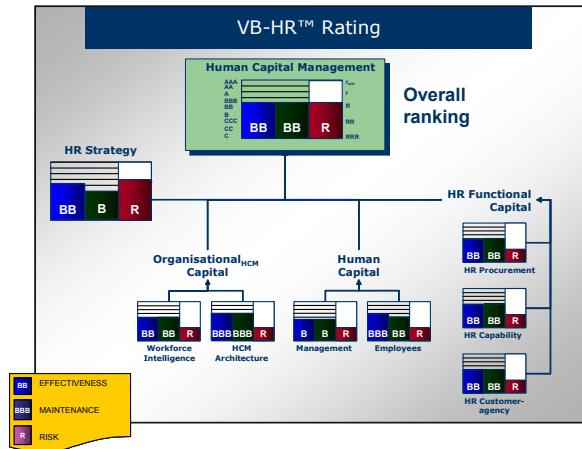 VB-HR™ Rating
Human Capital Management
AAA
AA
A
BBB
BB
B
CCC
CC
C
BB BB R
r
R
RR
RRR
Overall
ranking
HR Strategy
BB B R
HR Functional
Capital
Organisational HCM
Capital
Human
Capital
BB BB R
HR Procurement
BB BB R
Workforce
Intelligence
BBB BBB R
HCM
Architecture
B B R
Management
BBB BB R
Employees
BB BB R
HR Capability
BB BB R
HR Customer-
agency
BB EFFECTIVENESS
BBB MAINTENANCE
R RISK